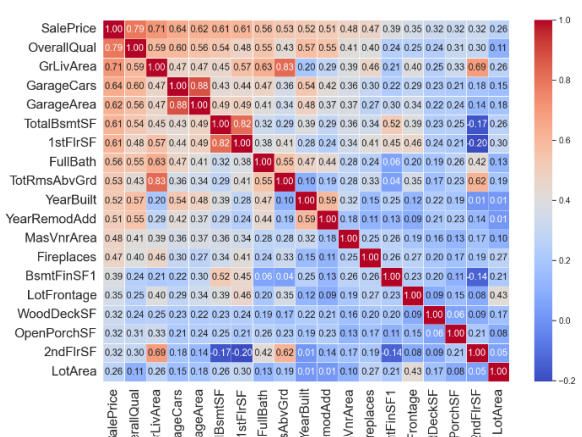 SalePrice 1.00 0.79 0.71 0.64 0.62 0.61 0.61 0.56 0.53 0.52 0.51 0.48 0.47 0.39 0.35 0.32 0.32 0.32 0.26
OverallQual 0.79 1.00 0.59 0.60 0.56 0.54 0.48 0.55 0.43 0.57 0.55 0.41 0.40 0.24 0.25 0.24 0.31 0.30 0.11
GrLivArea 0.71 0.59 1.00 0.47 0.47 0.45 0.57 0.63 0.83 0.20 0.29 0.39 0.46 0.21 0.40 0.25 0.33 0.69 0.26
GarageCars 0.64 0.60 0.47 1.00 0.88 0.43 0.44 0.47 0.36 0.54 0.42 0.36 0.30 0.22 0.29 0.23 0.21 0.18 0.15
GarageArea 0.62 0.56 0.47 0.88 1.00 0.49 0.49 0.41 0.34 0.48 0.37 0.37 0.27 0.30 0.34 0.22 0.24 0.14 0.18
TotalBsmtSF 0.61 0.54 0.45 0.43 0.49 1.00 0.82 0.32 0.29 0.39 0.29 0.36 0.34 0.52 0.39 0.23 0.25 -0.17 0.26
1stFlrSF 0.61 0.48 0.57 0.44 0.49 0.82 1.00 0.38 0.41 0.28 0.24 0.34 0.41 0.45 0.46 0.24 0.21 -0.20 0.30
FullBath 0.56 0.55 0.63 0.47 0.41 0.32 0.38 1.00 0.55 0.47 0.44 0.28 0.24 0.06 0.20 0.19 0.26 0.42 0.13
TotRmsAbvGrd 0.53 0.43 0.83 0.36 0.34 0.29 0.41 0.55 1.00 0.10 0.19 0.28 0.33 0.04 0.35 0.17 0.23 0.62 0.19
YearBuilt 0.52 0.57 0.20 0.54 0.48 0.39 0.28 0.47 0.10 1.00 0.59 0.32 0.15 0.25 0.12 0.22 0.19 0.01 0.01
YearRemodAdd 0.51 0.55 0.29 0.42 0.37 0.29 0.24 0.44 0.19 0.59 1.00 0.18 0.11 0.13 0.09 0.21 0.23 0.14 0.01
MasVnrArea 0.48 0.41 0.39 0.36 0.37 0.36 0.34 0.28 0.28 0.32 0.18 1.00 0.25 0.26 0.19 0.16 0.13 0.17 0.10
Fireplaces 0.47 0.40 0.46 0.30 0.27 0.34 0.41 0.24 0.33 0.15 0.11 0.25 1.00 0.26 0.27 0.20 0.17 0.19 0.27
BsmtFinSF1 0.39 0.24 0.21 0.22 0.30 0.52 0.45 0.06 0.04 0.25 0.13 0.26 0.26 1.00 0.23 0.20 0.11 -0.14 0.21
LotFrontage 0.35 0.25 0.40 0.29 0.34 0.39 0.46 0.20 0.35 0.12 0.09 0.19 0.27 0.23 1.00 0.09 0.15 0.08 0.43
WoodDeckSF 0.32 0.24 0.25 0.23 0.22 0.23 0.24 0.19 0.17 0.22 0.21 0.16 0.20 0.20 0.09 1.00 0.06 0.09 0.17
OpenPorchSF 0.32 0.31 0.33 0.21 0.24 0.25 0.21 0.26 0.23 0.19 0.23 0.13 0.17 0.11 0.15 0.06 1.00 0.21 0.08
2ndFlrSF 0.32 0.30 0.69 0.18 0.14 -0.17 -0.20 0.42 0.62 0.01 0.14 0.17 0.19 -0.14 0.08 0.09 0.21 1.00 0.05
LotArea 0.26 0.11 0.26 0.15 0.18 0.26 0.30 0.13 0.19 0.01 0.01 0.10 0.27 0.21 0.43 0.17 0.08 0.05 1.00
alePrice erallQual rLivArea ageCars ageArea lBsmtSF 1stFlrSF FullBath sAbvGrd earBuilt modAdd VnrArea replaces ntFinSF1 Frontage dDeckSF PorchSF 2ndFlrSF LotArea
1.0
0.8
0.6
0.4
0.2
0.0
−0.2